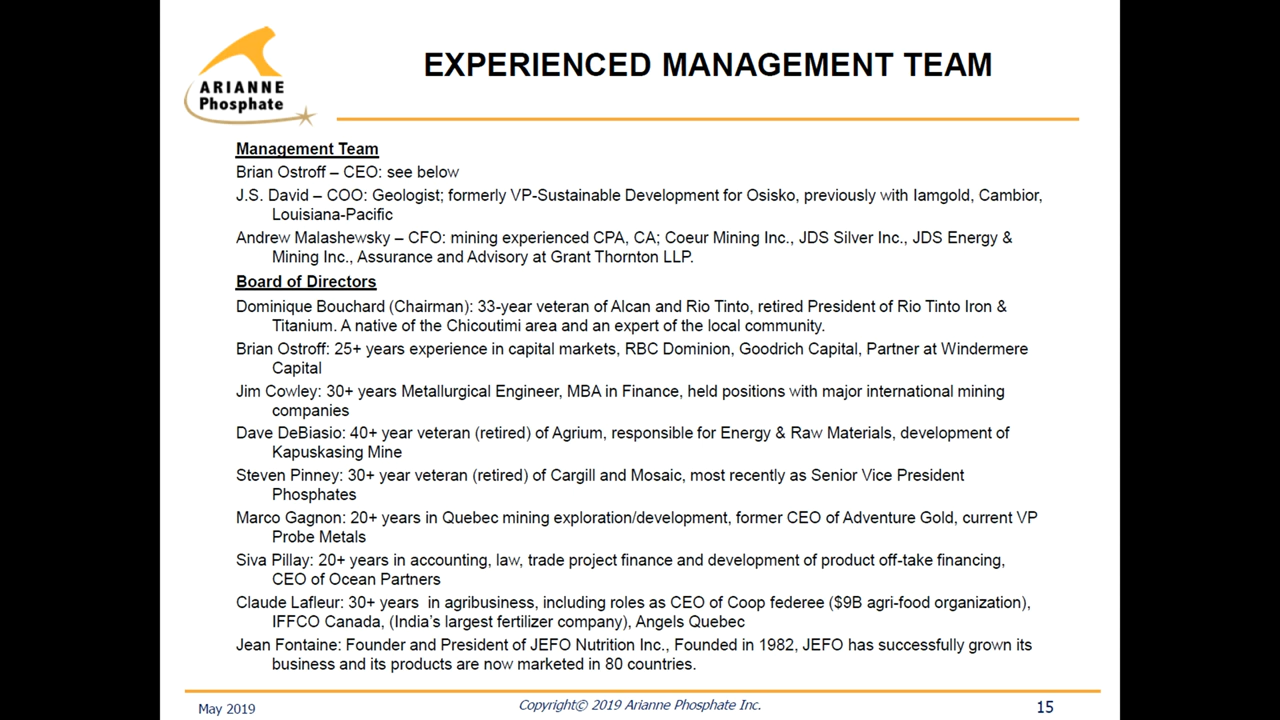 ARIANNE
Phosphate
EXPERIENCED MANAGEMENT TEAM
Management Team
Brian Ostroff – CEO: see below
J.S. David – COO: Geologist; formerly VP-Sustainable Development for Osisko, previously with Iamgold, Cambior,
Louisiana-Pacific
Andrew Malashewsky – CFO: mining experienced CPA, CA; Coeur Mining Inc., JDS Silver Inc., JDS Energy &
Mining Inc., Assurance and Advisory at Grant Thornton LLP.
Board of Directors
Dominique Bouchard (Chairman): 33-year veteran of Alcan and Rio Tinto, retired President of Rio Tinto Iron &
Titanium. A native of the Chicoutimi area and an expert of the local community.
Brian Ostroff: 25+ years experience in capital markets, RBC Dominion, Goodrich Capital, Partner at Windermere
Capital
Jim Cowley: 30+ years Metallurgical Engineer, MBA in Finance, held positions with major international mining
companies
Dave DeBiasio: 40+ year veteran (retired) of Agrium, responsible for Energy & Raw Materials, development of
Kapuskasing Mine
Steven Pinney: 30+ year veteran (retired) of Cargill and Mosaic, most recently as Senior Vice President
Phosphates
Marco Gagnon: 20+ years in Quebec mining exploration/development, former CEO of Adventure Gold, current VP
Probe Metals
Siva Pillay: 20+ years in accounting, law, trade project finance and development of product off-take financing,
CEO of Ocean Partners
Claude Lafleur: 30+ years  in agribusiness, including roles as CEO of Coop federee ($9B agri-food organization),
IFFCO Canada, (India's largest fertilizer company), Angels Quebec
Jean Fontaine: Founder and President of JEFO Nutrition Inc., Founded in 1982, JEFO has successfully grown its
business and its products are now marketed in 80 countries.
May 2019
Copyright© 2019 Arianne Phosphate Inc.
15